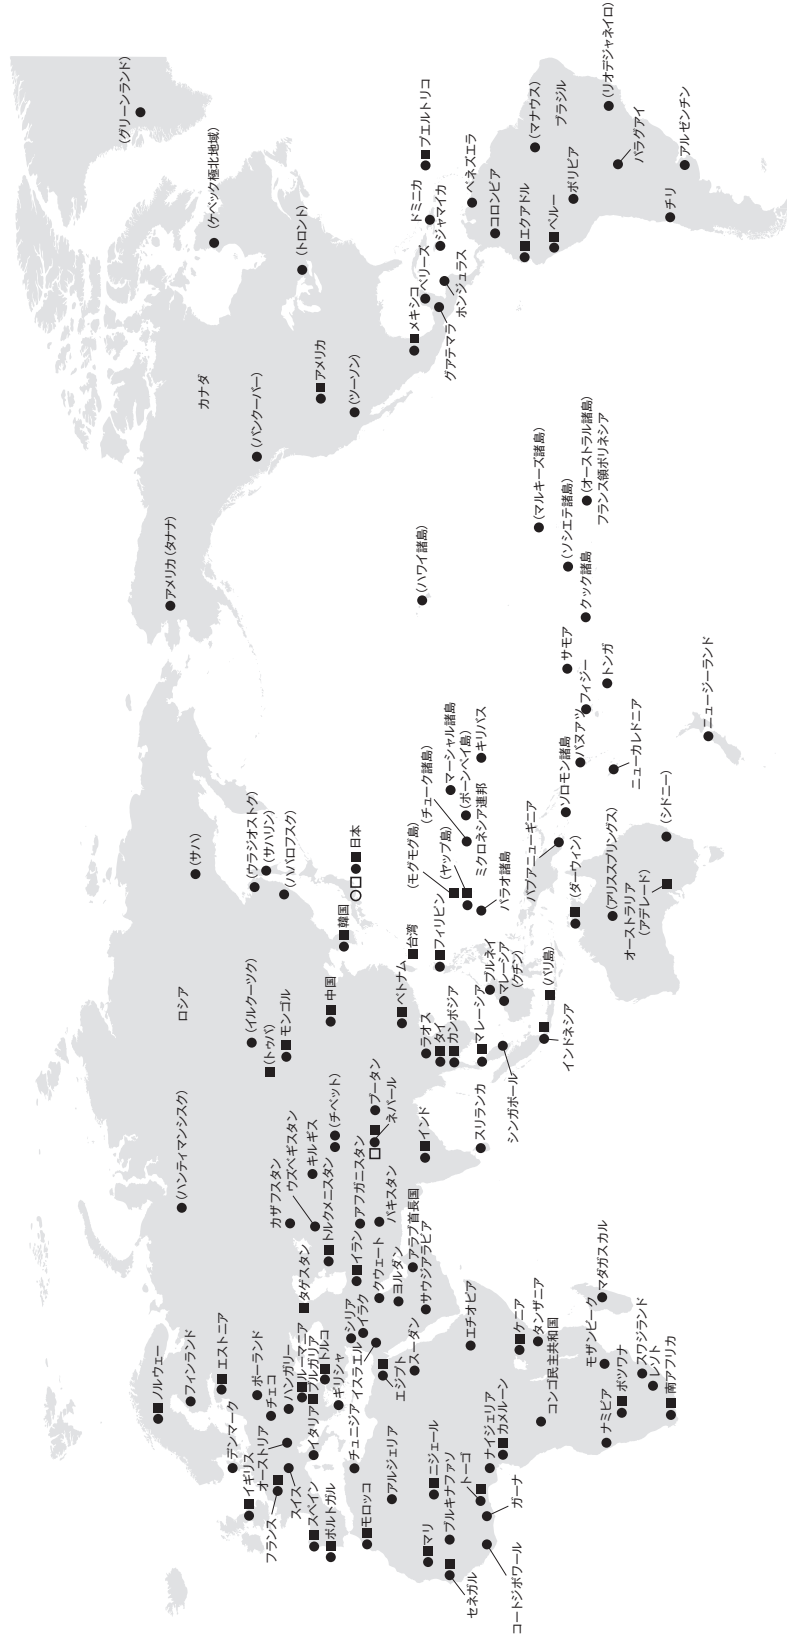 (グリーンランド)
(ケベック極北地域)
(トロント)
カナダ
(バンクーバー)
アメリカ
(ツーソン)
アメリカ(タナナ)
メキシコ
ベリーズ
グアテマラ
ホンジュラス
ジャマイカ
ドミニカ
プエルトリコ
ベネズエラ
コロンビア
エクアドル
ペルー
ボリビア
(マナウス)
ブラジル
(リオデジャネイロ)
パラグアイ
アルゼンチン
チリ
(ハワイ諸島)
(マルキーズ諸島)
(ソシエテ諸島)
(オーストラル諸島)
フランス領ポリネシア
クック諸島
サモア
フィジー
トンガ
バヌアツ
ニューカレドニア
ニュージーランド
ソロモン諸島
キリバス
マーシャル諸島
(ポーンペイ島)
(チューク諸島)
ミクロネシア連邦
(モグモグ島)
(ヤップ島)
パラオ諸島
パプアニューギニア
(ダーウィン)
(アリススプリングス)
オーストラリア
(アデレード)
(シドニー)
(サハ)
(ウラジオストク)
(サハリン)
(ハバロフスク)
日本
韓国
台湾
フィリピン
ブルネイ
マレーシア
(クチン)
(バリ島)
インドネシア
シンガポール
マレーシア
カンボジア
タイ
ラオス
ベトナム
中国
モンゴル
(トゥバ)
(イルクーツク)
ロシア
(ハンティマンシスク)
カザフスタン
ウズベキスタン
キルギス
(チベット)
ブータン
ネパール
インド
スリランカ
トルクメニスタン
アフガニスタン
パキスタン
イラン
タゲスタン
クウェート
ヨルダン
アラブ首長国
サウジアラビア
シリア
イラク
イスラエル
トルコ
エジプト
スーダン
エチオピア
ケニア
タンザニア
コンゴ民主共和国
マダガスカル
モザンビーク
スワジランド
レソト
ボツワナ
南アフリカ
ナミビア
ノルウェー
フィンランド
エストニア
ポーランド
チェコ
ハンガリー
ルーマニア
ブルガリア
ギリシャ
デンマーク
オーストリア
イギリス
フランス
スイス
イタリア
スペイン
ポルトガル
チュニジア
アルジェリア
モロッコ
マリ
ニジェール
ブルキナファソ
トーゴ
ナイジェリア
カメルーン
ガーナ
コートジボワール
セネガル